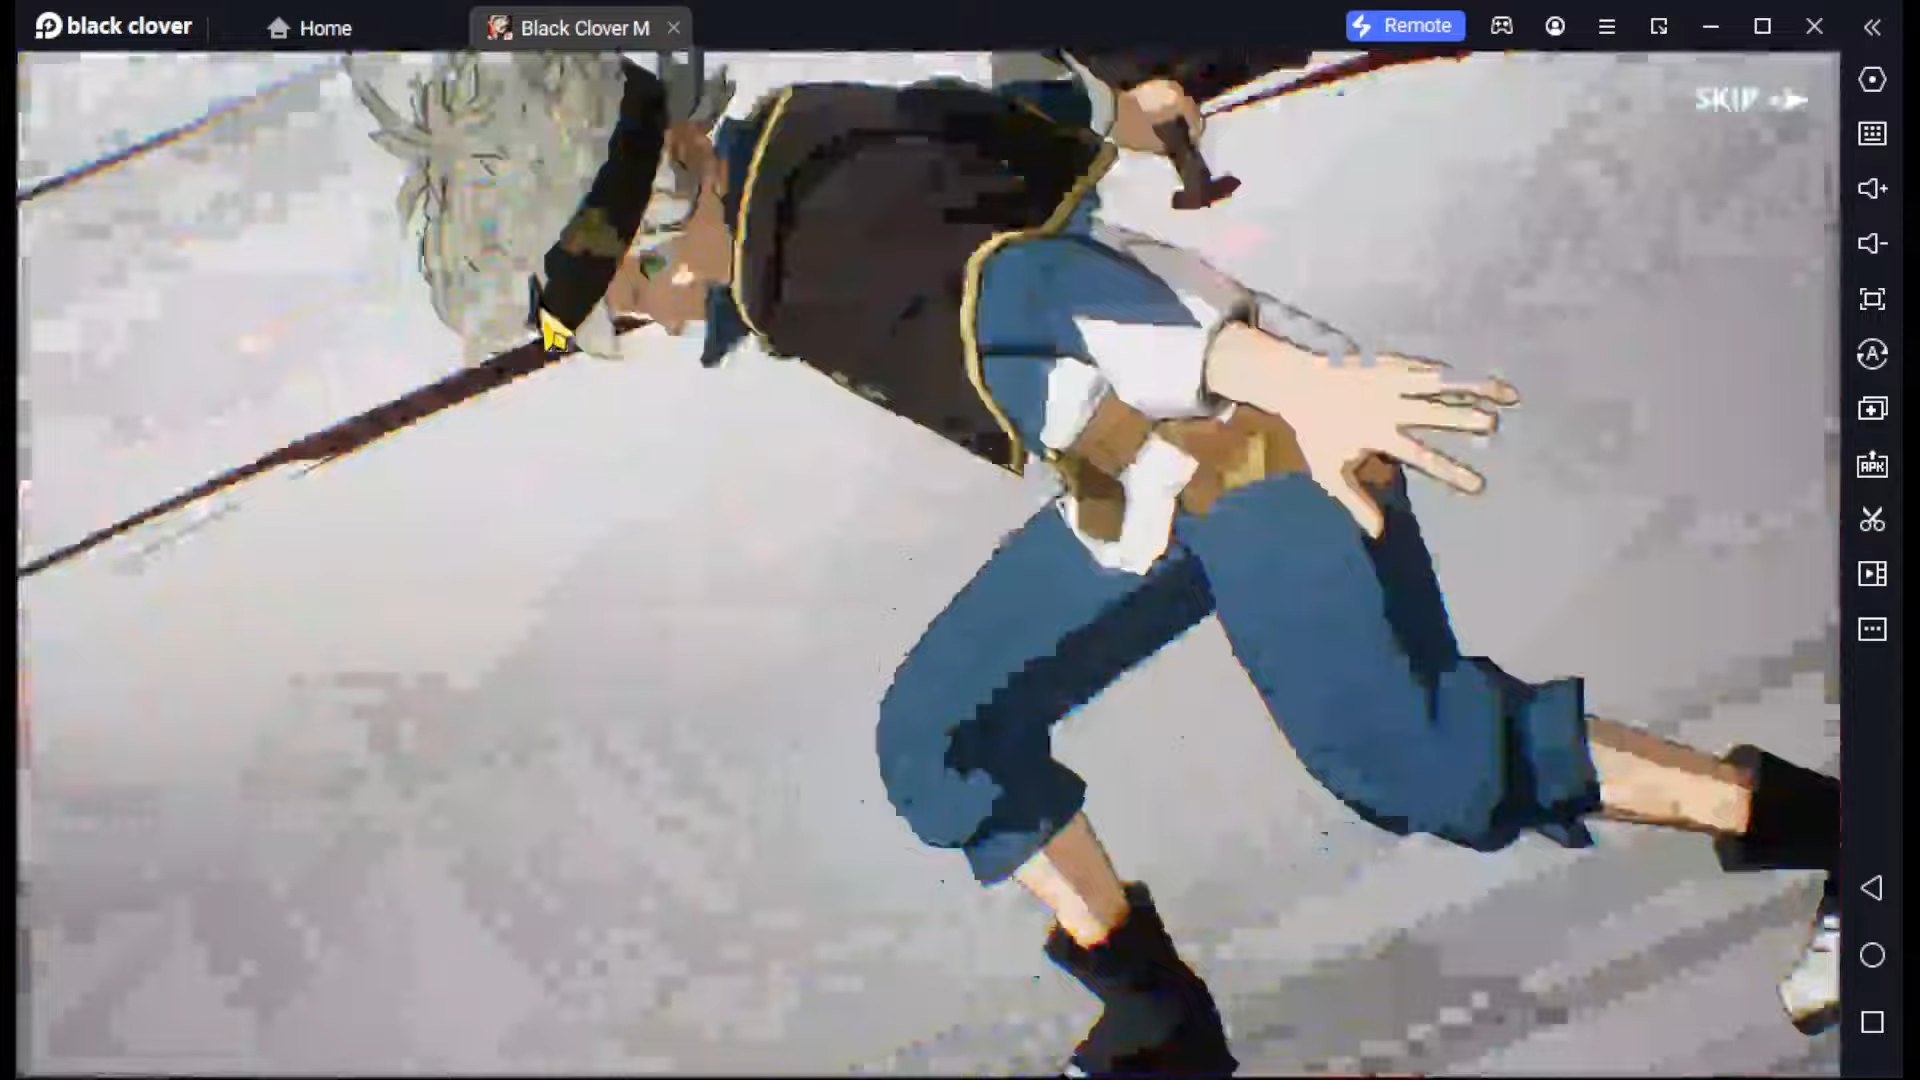 black clover
Home
Black Clover M
Remote
SKIP
A
APK